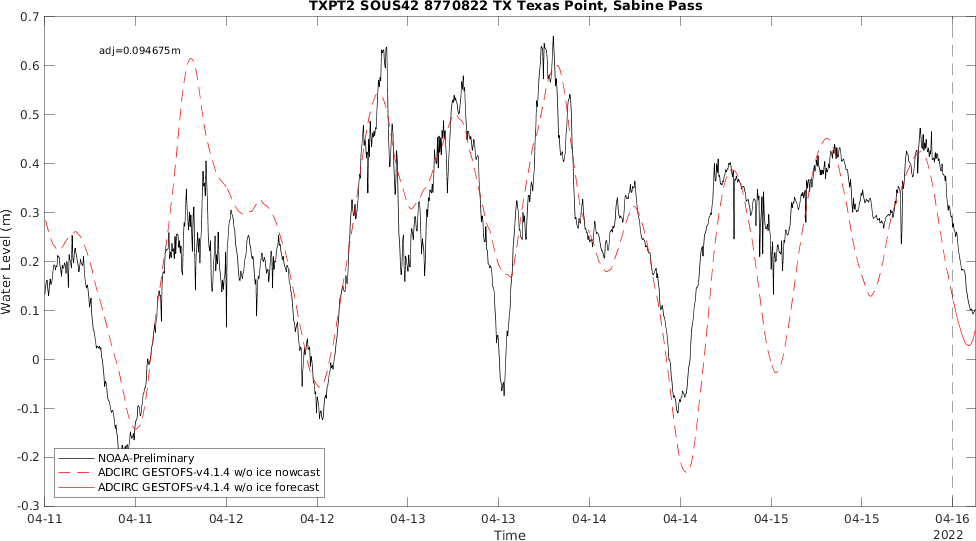 TXPT2 SOUS42 8770822 TX Texas Point, Sabine Pass
adj=0.094675m
Water Level (m)
0.7
0.6
0.5
0.4
0.3
0.2
0.1
0
-0.1
-0.2
-0.3
NOAA-Preliminary
ADCIRC GESTOFS-v4.1.4 w/o ice nowcast
ADCIRC GESTOFS-v4.1.4 w/o ice forecast
04-11 04-11 04-12 04-12 04-13 04-13 04-14 04-14 04-15 04-15 04-16
Time
2022